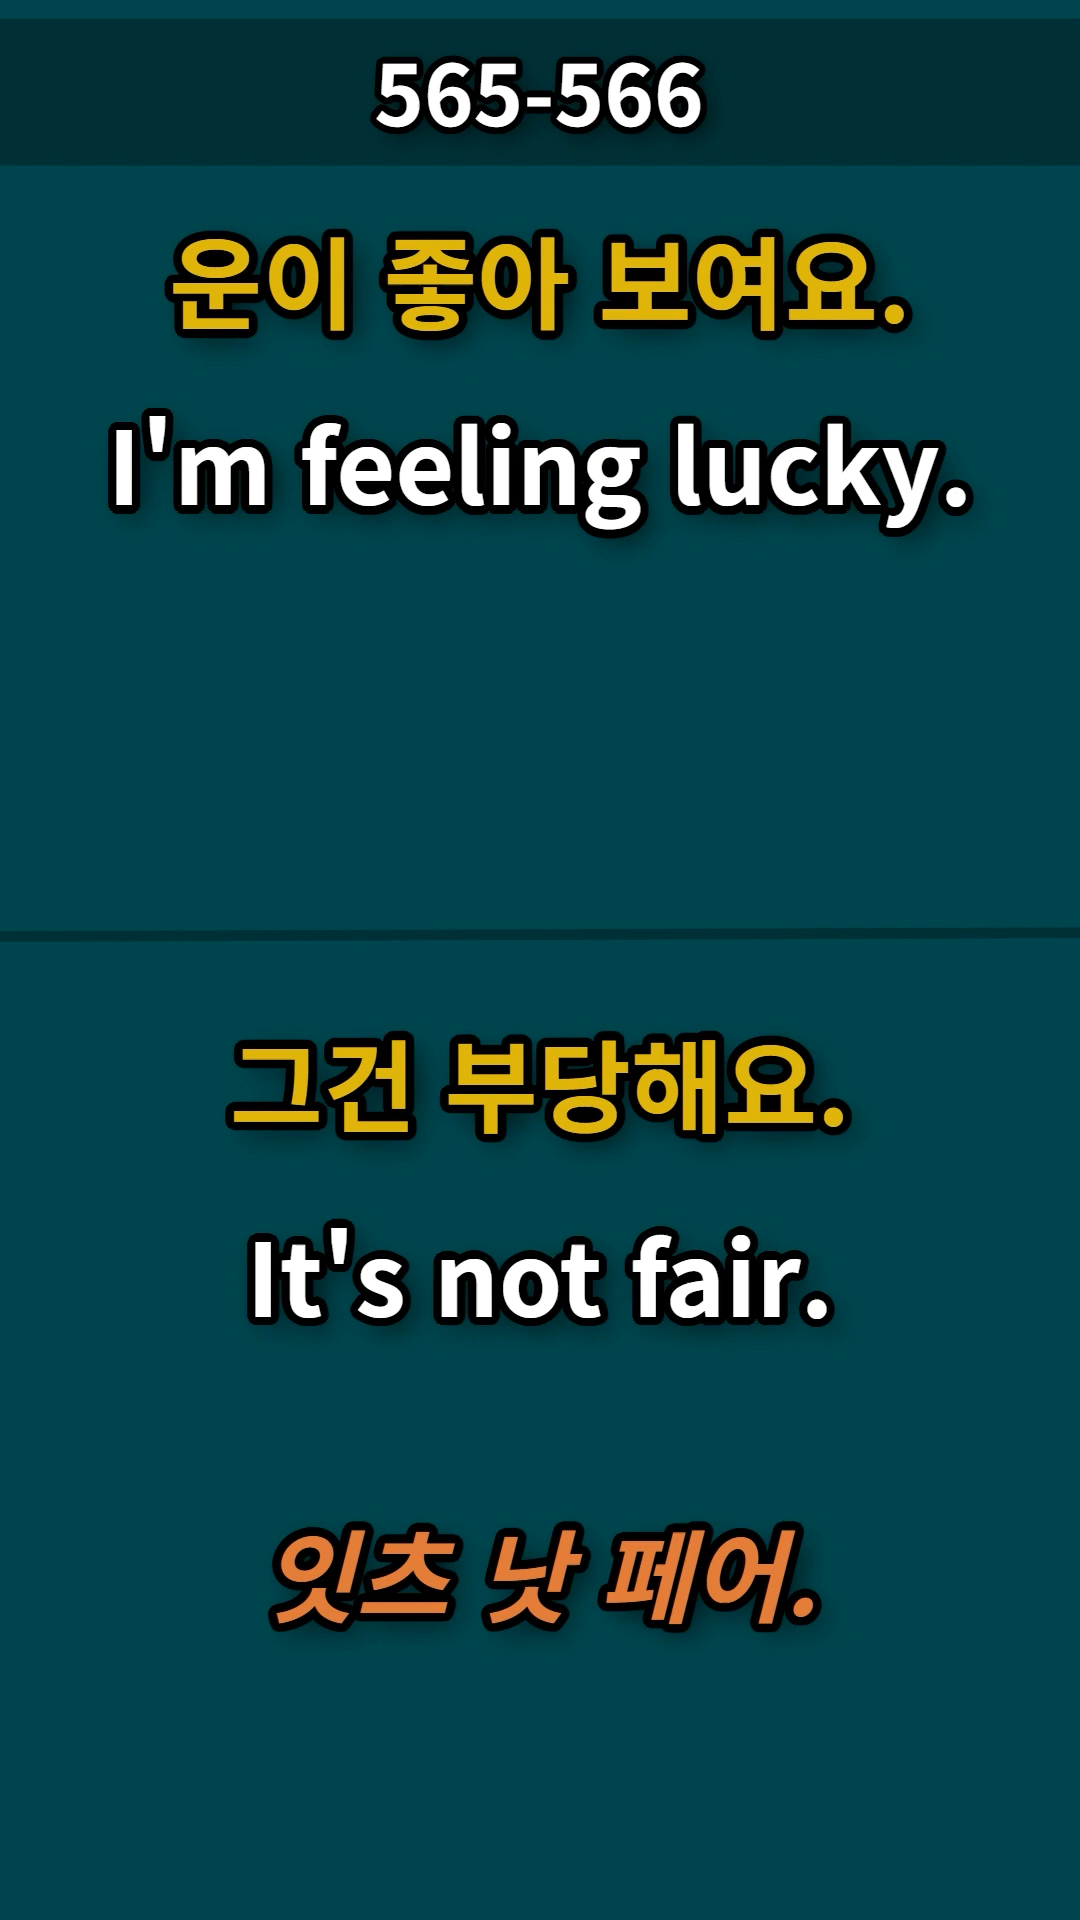 565-566
운이 좋아 보여요.
I'm feeling lucky.
그건 부당해요.
It's not fair.
잇츠 낫 페어.